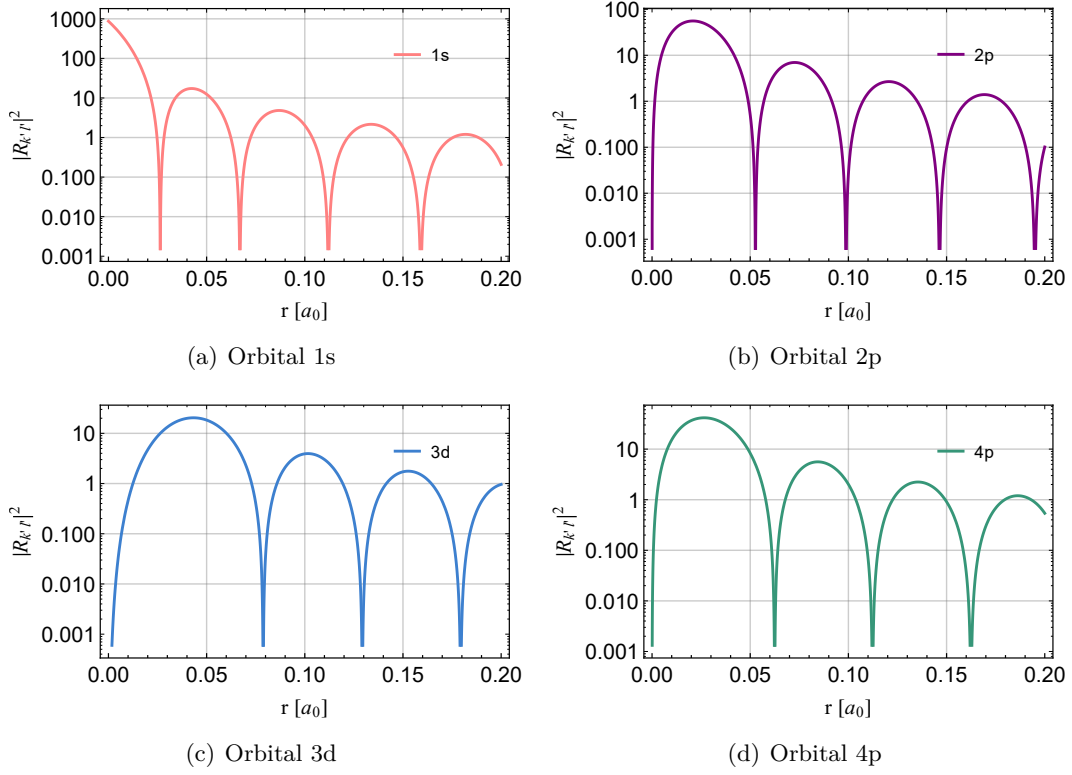 1000
100
10
1
0.100
0.010
0.001
|R_{k' l'}|^2
1s
0.00 0.05 0.10 0.15 0.20
r [a_0]
(a) Orbital 1s
100
10
1
0.100
0.010
0.001
|R_{k' l'}|^2
2p
0.00 0.05 0.10 0.15 0.20
r [a_0]
(b) Orbital 2p
10
1
0.100
0.010
0.001
|R_{k' l'}|^2
3d
0.00 0.05 0.10 0.15 0.20
r [a_0]
(c) Orbital 3d
10
1
0.100
0.010
0.001
|R_{k' l'}|^2
4p
0.00 0.05 0.10 0.15 0.20
r [a_0]
(d) Orbital 4p